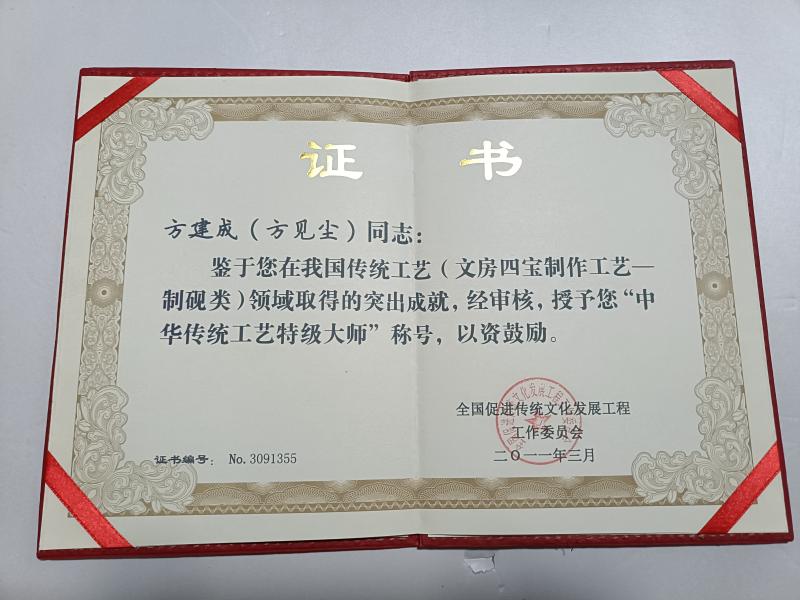 证 书
方建成（方见尘）同志：
鉴于您在我国传统工艺（文房四宝制作工艺—
制砚类）领域取得的突出成就，经审核，授予您“中
华传统工艺特级大师”称号，以资鼓励。
全国促进传统文化发展工程
工作委员会
二〇一一年三月
证书编号： No.3091355